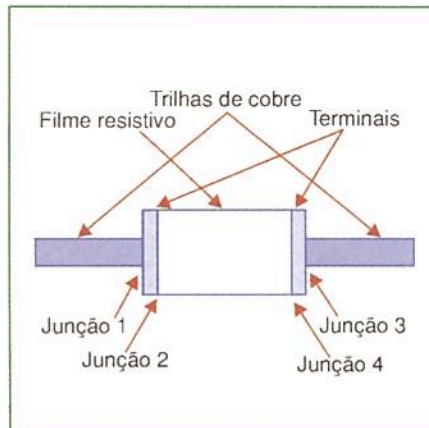 Trilhas de cobre
Filme resistivo
Terminais
Junção 1
Junção 3
Junção 2
Junção 4